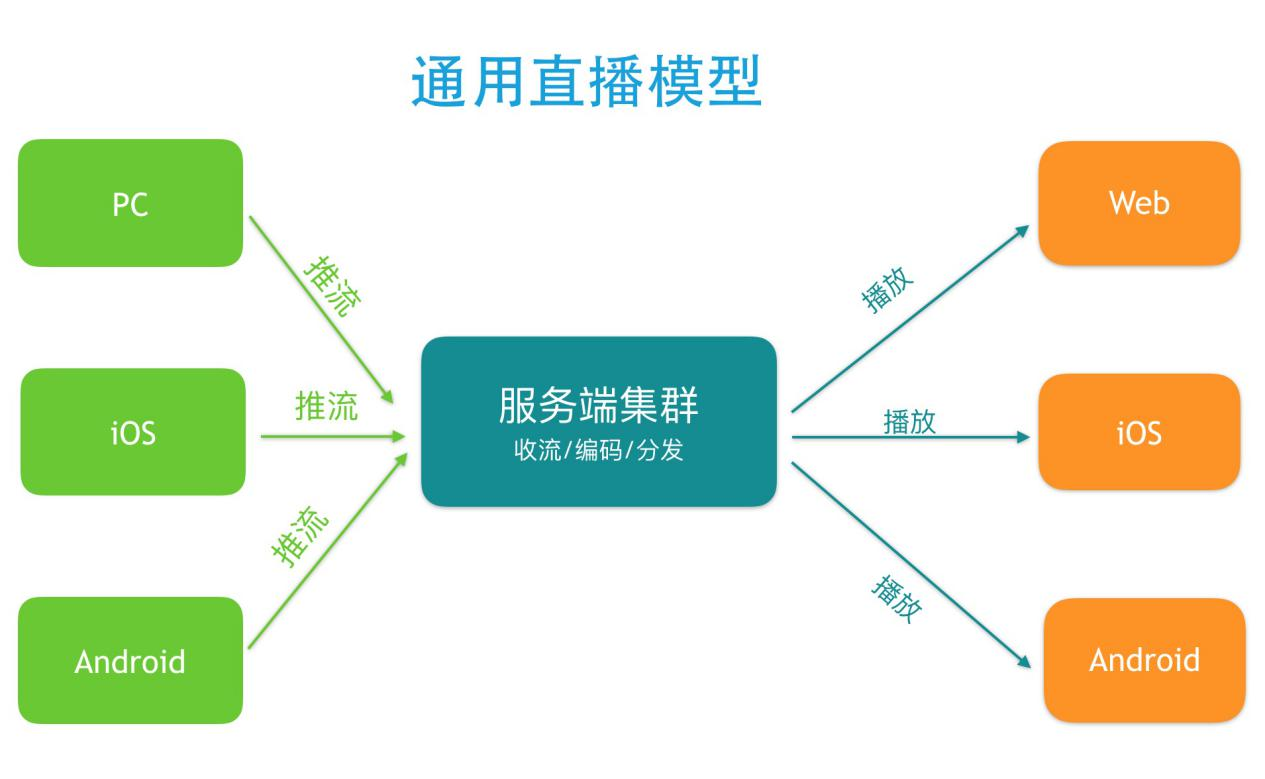 通用直播模型
PC
推流
iOS
推流
Android
推流
服务端集群
收流/编码/分发
播放
Web
播放
iOS
播放
Android